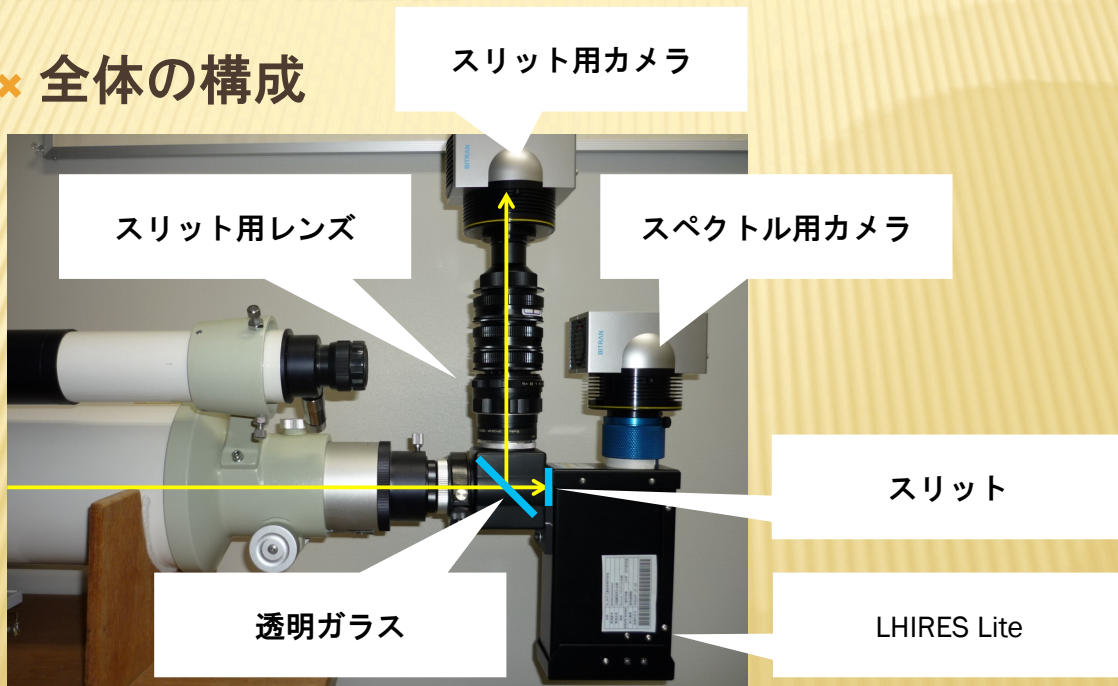 全体の構成
スリット用カメラ
スリット用レンズ
スペクトル用カメラ
スリット
透明ガラス
LHIRES Lite
BITRAN
BITRAN